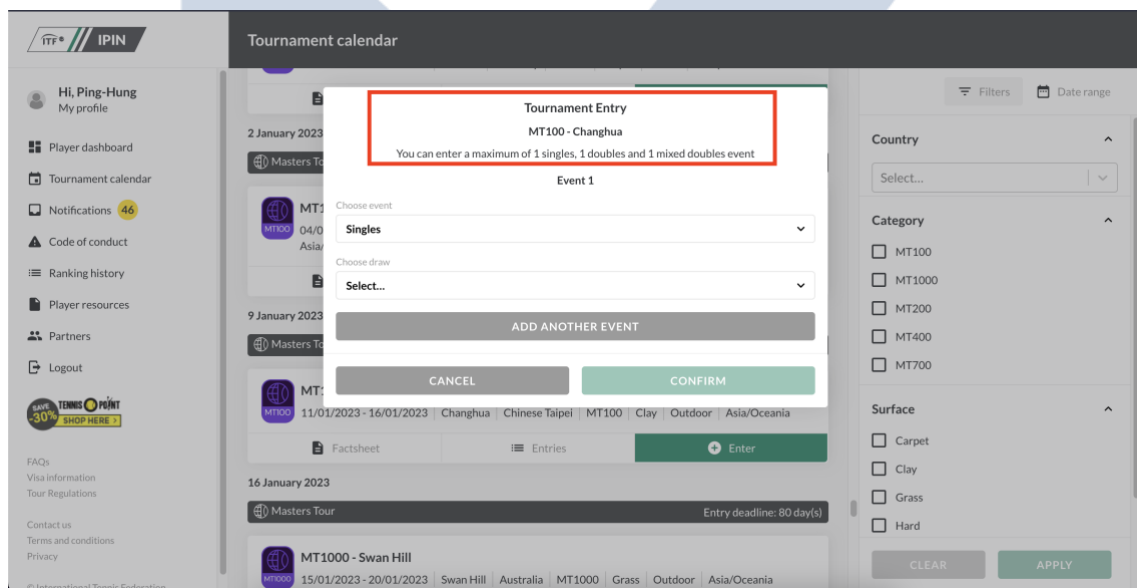 ITF IPIN
Tournament calendar
Hi, Ping-Hung
My profile
Player dashboard
Tournament calendar
Notifications 46
Code of conduct
Ranking history
Player resources
Partners
Logout
SAVE -30% TENNIS POINT
SHOP HERE
FAQs
Visa information
Tour Regulations
Contact us
Terms and conditions
Privacy
© International Tennis Federation
2 January 2023
Masters To
MT1
MT100 04/0
Asia/
9 January 2023
Masters To
MT1
MT100 11/01/2023 - 16/01/2023 Changhua Chinese Taipei MT100 Clay Outdoor Asia/Oceania
Factsheet Entries Enter
16 January 2023
Masters Tour Entry deadline: 80 day(s)
MT1000 - Swan Hill
MT1000 15/01/2023 - 20/01/2023 Swan Hill Australia MT1000 Grass Outdoor Asia/Oceania
Tournament Entry
MT100 - Changhua
You can enter a maximum of 1 singles, 1 doubles and 1 mixed doubles event
Event 1
Choose event
Singles
Choose draw
Select...
ADD ANOTHER EVENT
CANCEL CONFIRM
Filters Date range
Country
Select...
Category
MT100
MT1000
MT200
MT400
MT700
Surface
Carpet
Clay
Grass
Hard
CLEAR APPLY